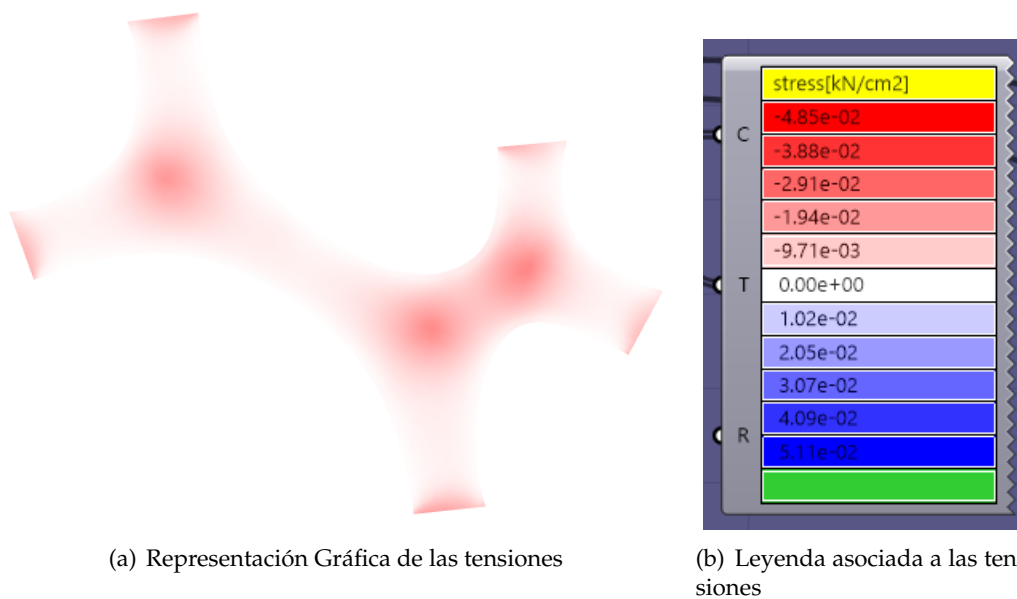 stress[kN/cm2]
-4.85e-02
C
-3.88e-02
-2.91e-02
-1.94e-02
-9.71e-03
T
0.00e+00
1.02e-02
2.05e-02
3.07e-02
4.09e-02
R
5.11e-02
(a) Representación Gráfica de las tensiones
(b) Leyenda asociada a las ten
siones